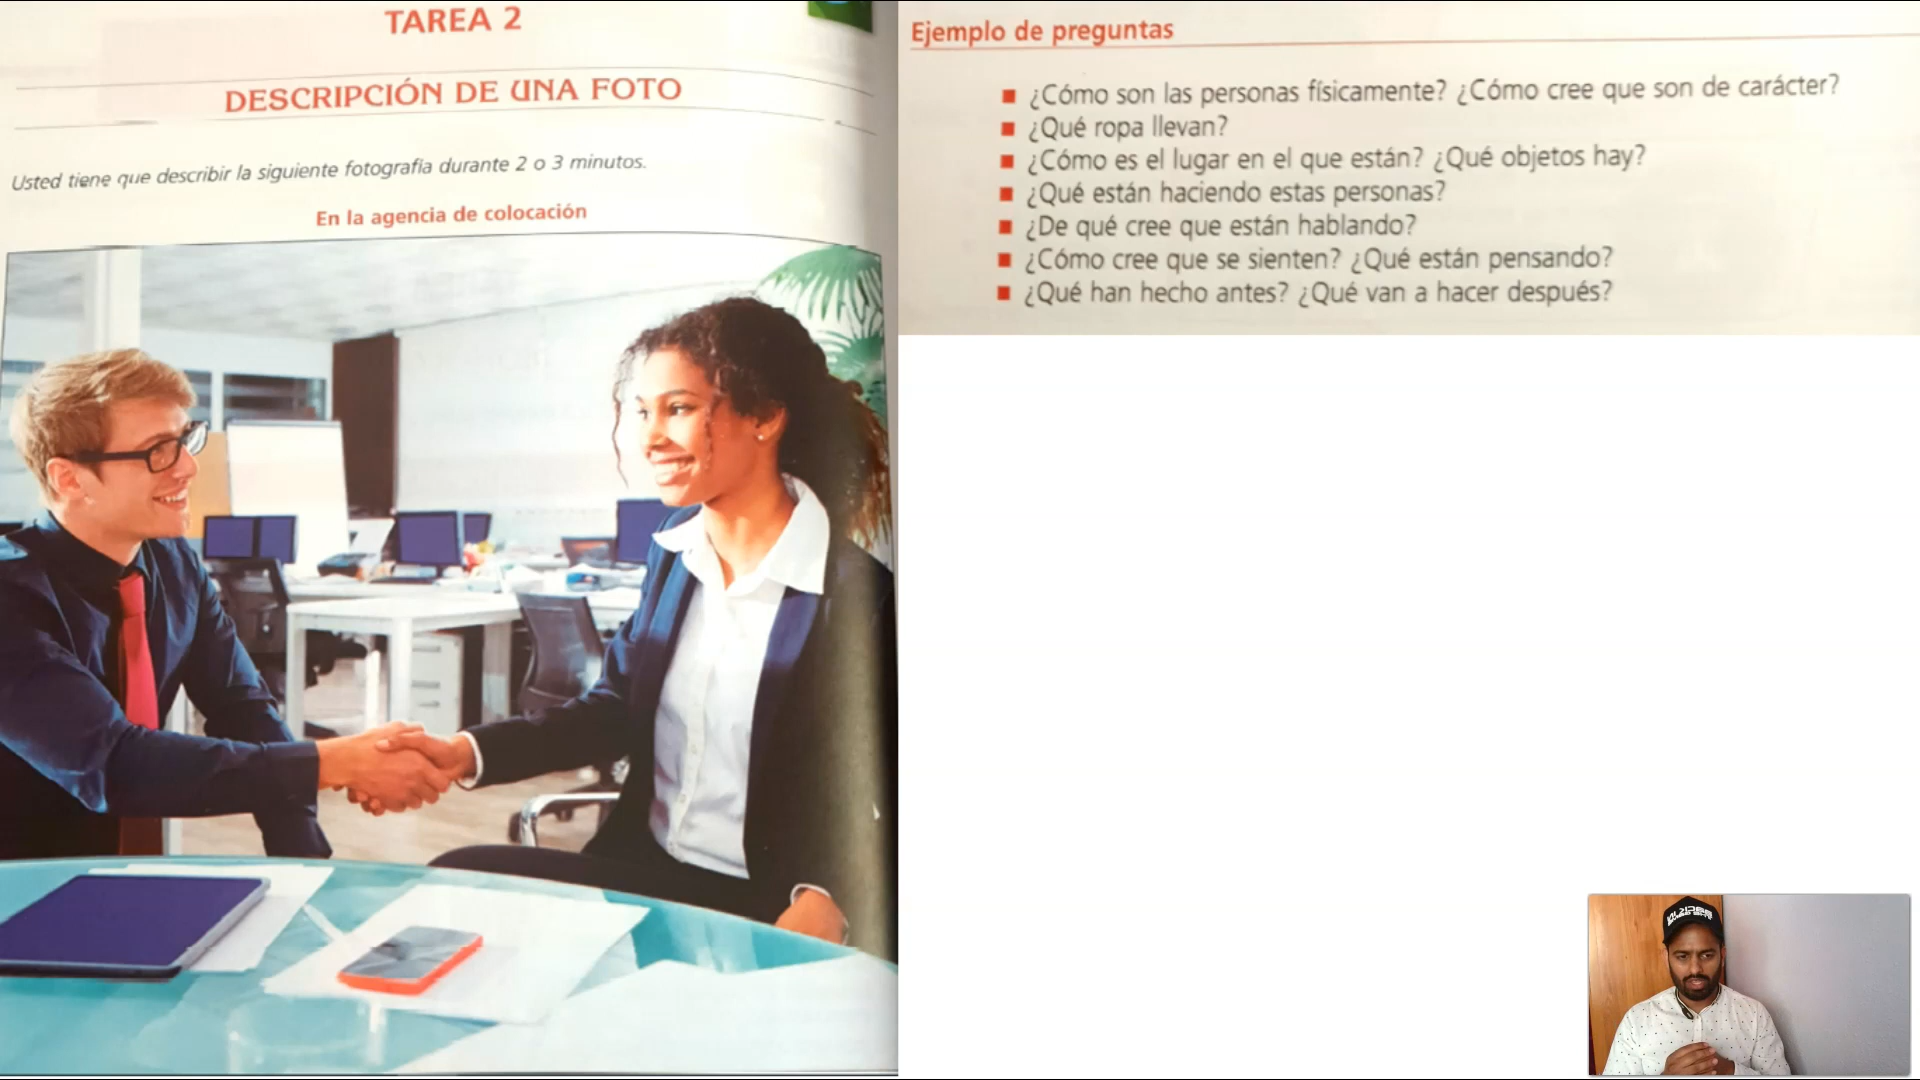 TAREA 2
DESCRIPCIÓN DE UNA FOTO
Usted tiene que describir la siguiente fotografía durante 2 o 3 minutos.
En la agencia de colocación
Ejemplo de preguntas
¿Cómo son las personas físicamente? ¿Cómo cree que son de carácter?
¿Qué ropa llevan?
¿Cómo es el lugar en el que están? ¿Qué objetos hay?
¿Qué están haciendo estas personas?
¿De qué cree que están hablando?
¿Cómo cree que se sienten? ¿Qué están pensando?
¿Qué han hecho antes? ¿Qué van a hacer después?